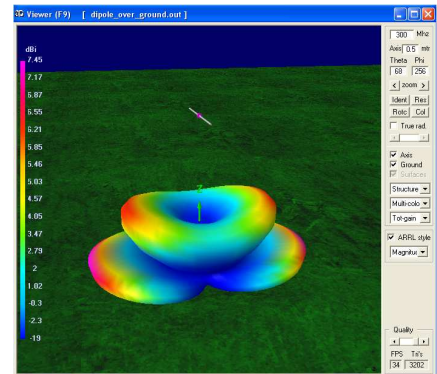 3D Viewer (F9) [ dipole_over_ground.out ]
dBi
7.45
7.17
6.87
6.55
6.21
5.85
5.46
5.03
4.57
4.05
3.47
2.79
2
1.02
-0.3
-2.3
-19
Z
300 Mhz
Axis 0.5 mtr
Theta Phi
68 256
< zoom >
Ident Res
Rotc Col
True rad.
Axis
Ground
Surfaces
Structure
Multi-colo
Tot-gain
ARRL style
Magnitu
Quality
FPS Tri's
34 3202